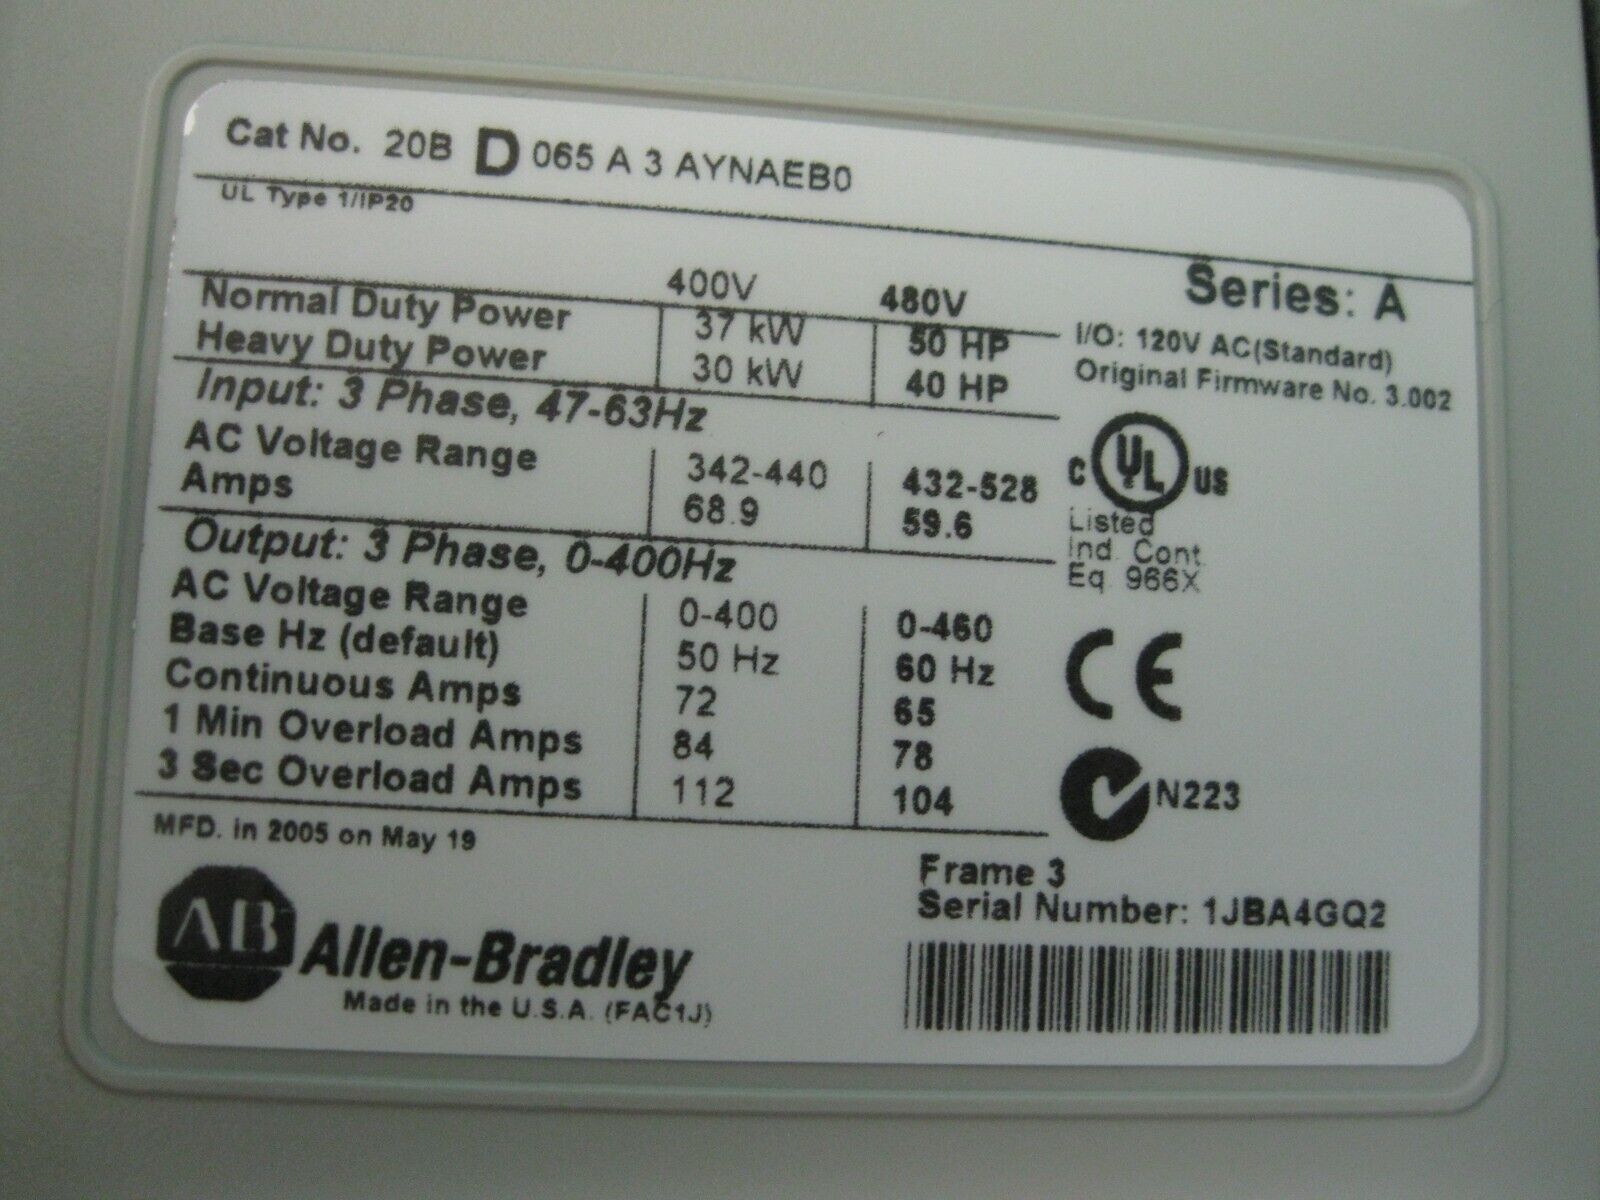 Cat No. 20B D 065 A 3 AYNAEB0
UL Type 1/IP20
Series: A
400V 480V
Normal Duty Power 37 kW 50 HP
Heavy Duty Power 30 kW 40 HP
I/O: 120V AC(Standard)
Original Firmware No. 3.002
Input: 3 Phase, 47-63Hz
AC Voltage Range 342-440 432-528
Amps 68.9 59.6
C UL US
Listed
Ind. Cont.
Eq. 966X
Output: 3 Phase, 0-400Hz
AC Voltage Range 0-400 0-460
Base Hz (default) 50 Hz 60 Hz
Continuous Amps 72 65
1 Min Overload Amps 84 78
3 Sec Overload Amps 112 104
CE
N223
MFD. in 2005 on May 19
Frame 3
Serial Number: 1JBA4GQ2
AB Allen-Bradley
Made in the U.S.A. (FAC1J)